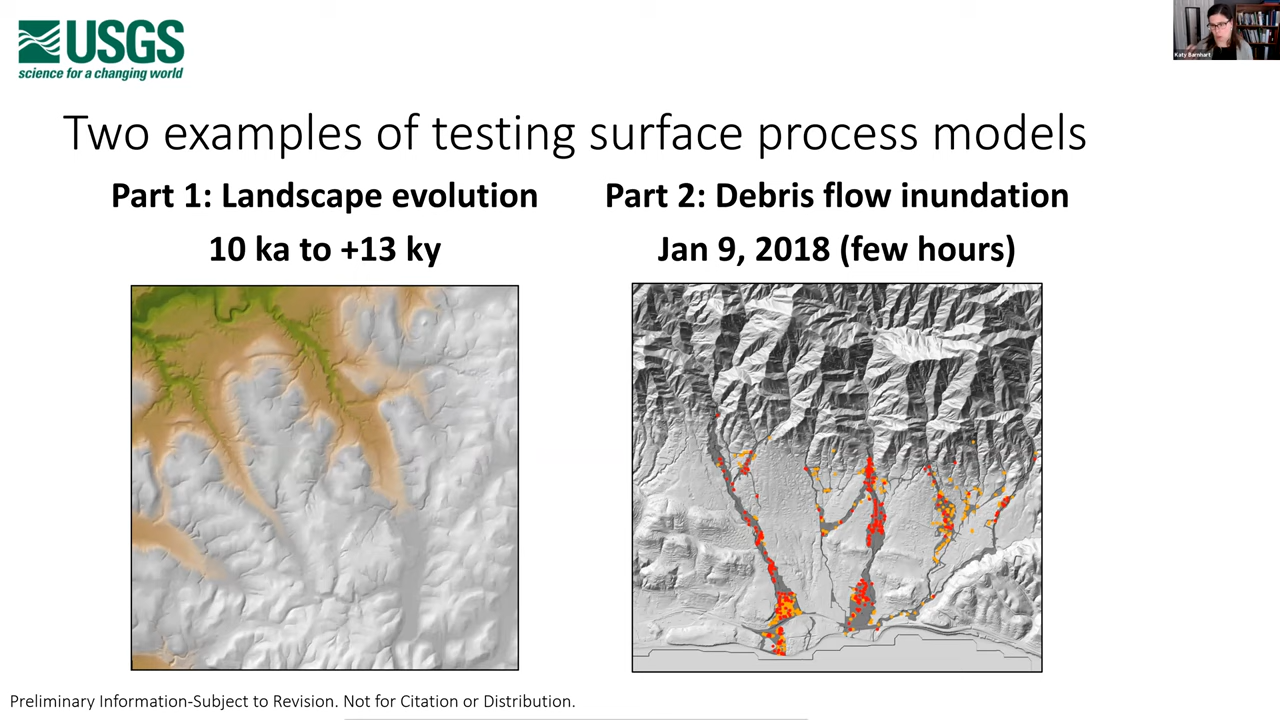 USGS
science for a changing world
Katy Barnhart
Two examples of testing surface process models
Part 1: Landscape evolution
10 ka to +13 ky
Part 2: Debris flow inundation
Jan 9, 2018 (few hours)
Preliminary Information-Subject to Revision. Not for Citation or Distribution.